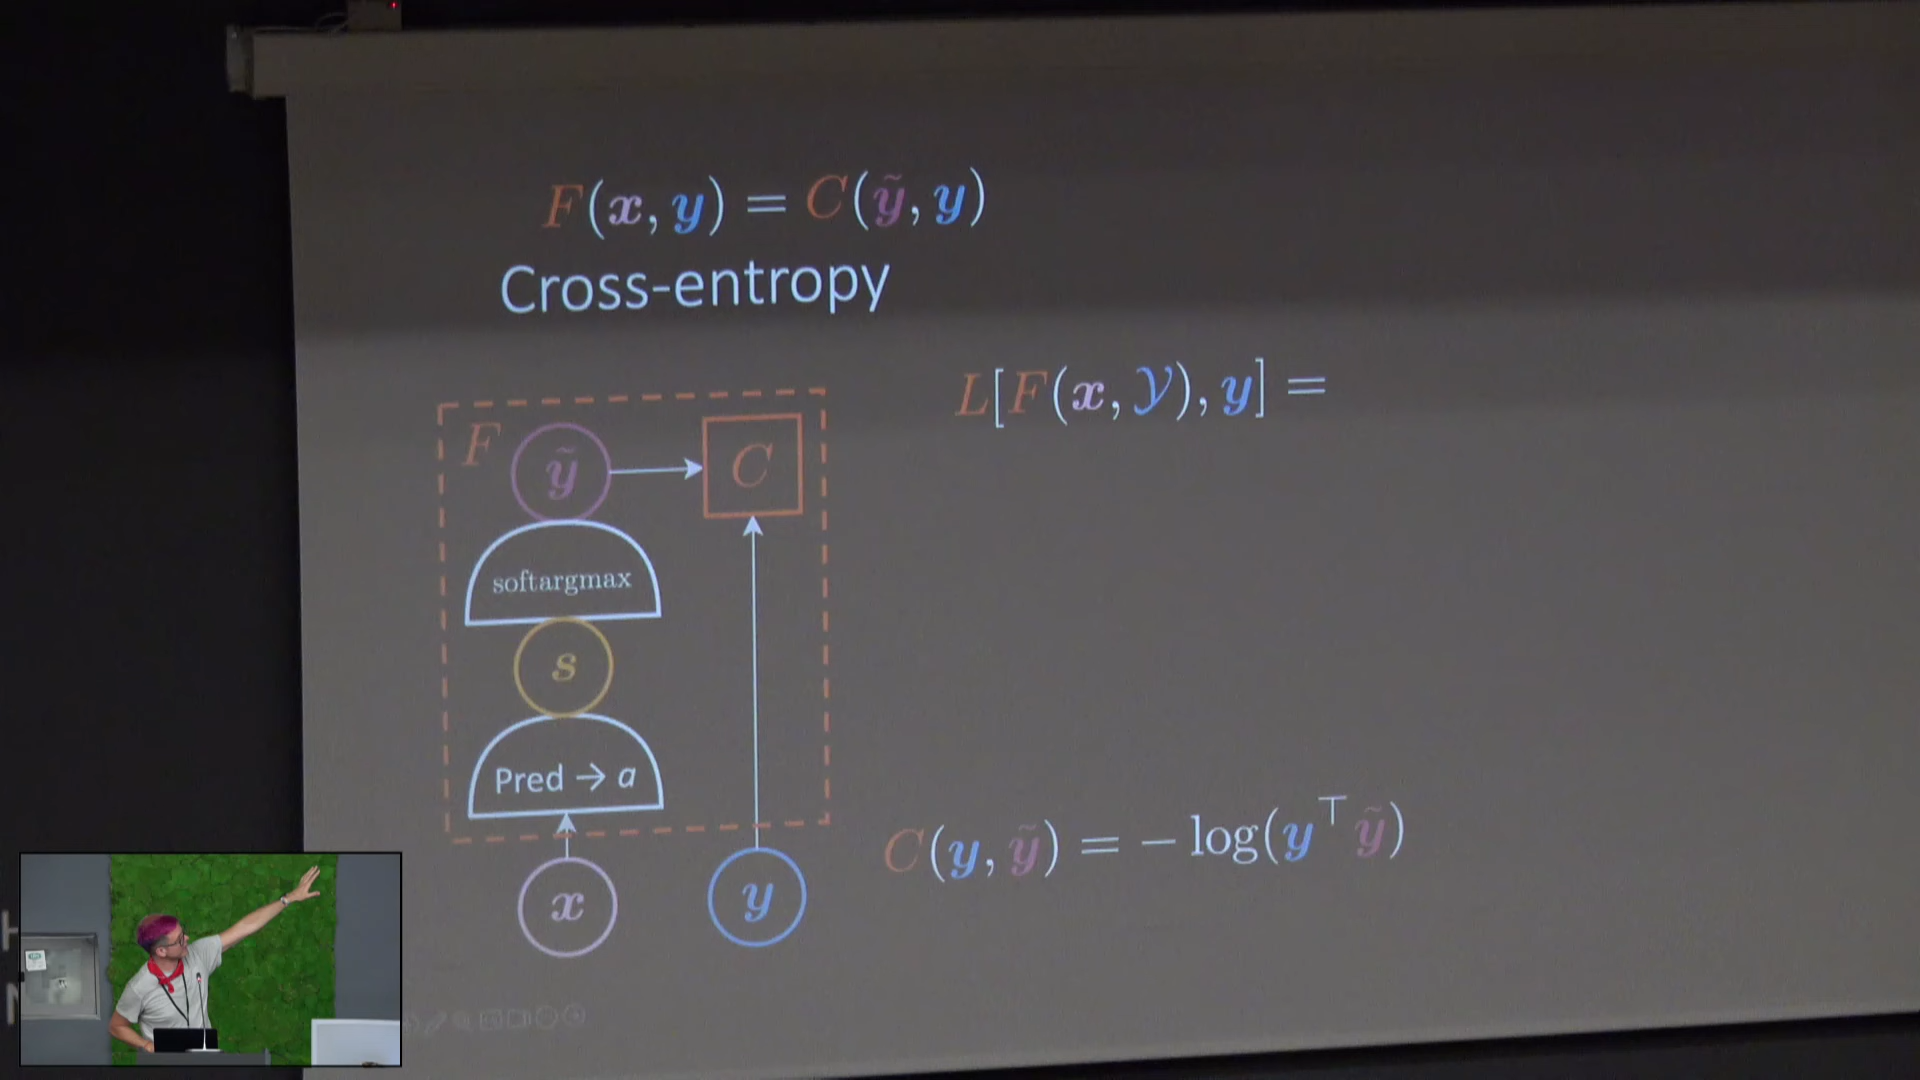 F(x, y) = C(ỹ, y)
Cross-entropy
L[F(x, 𝒴), y] =
F
ỹ
C
softargmax
s
Pred → a
C(y, ỹ) = − log(y⊤ỹ)
x
y